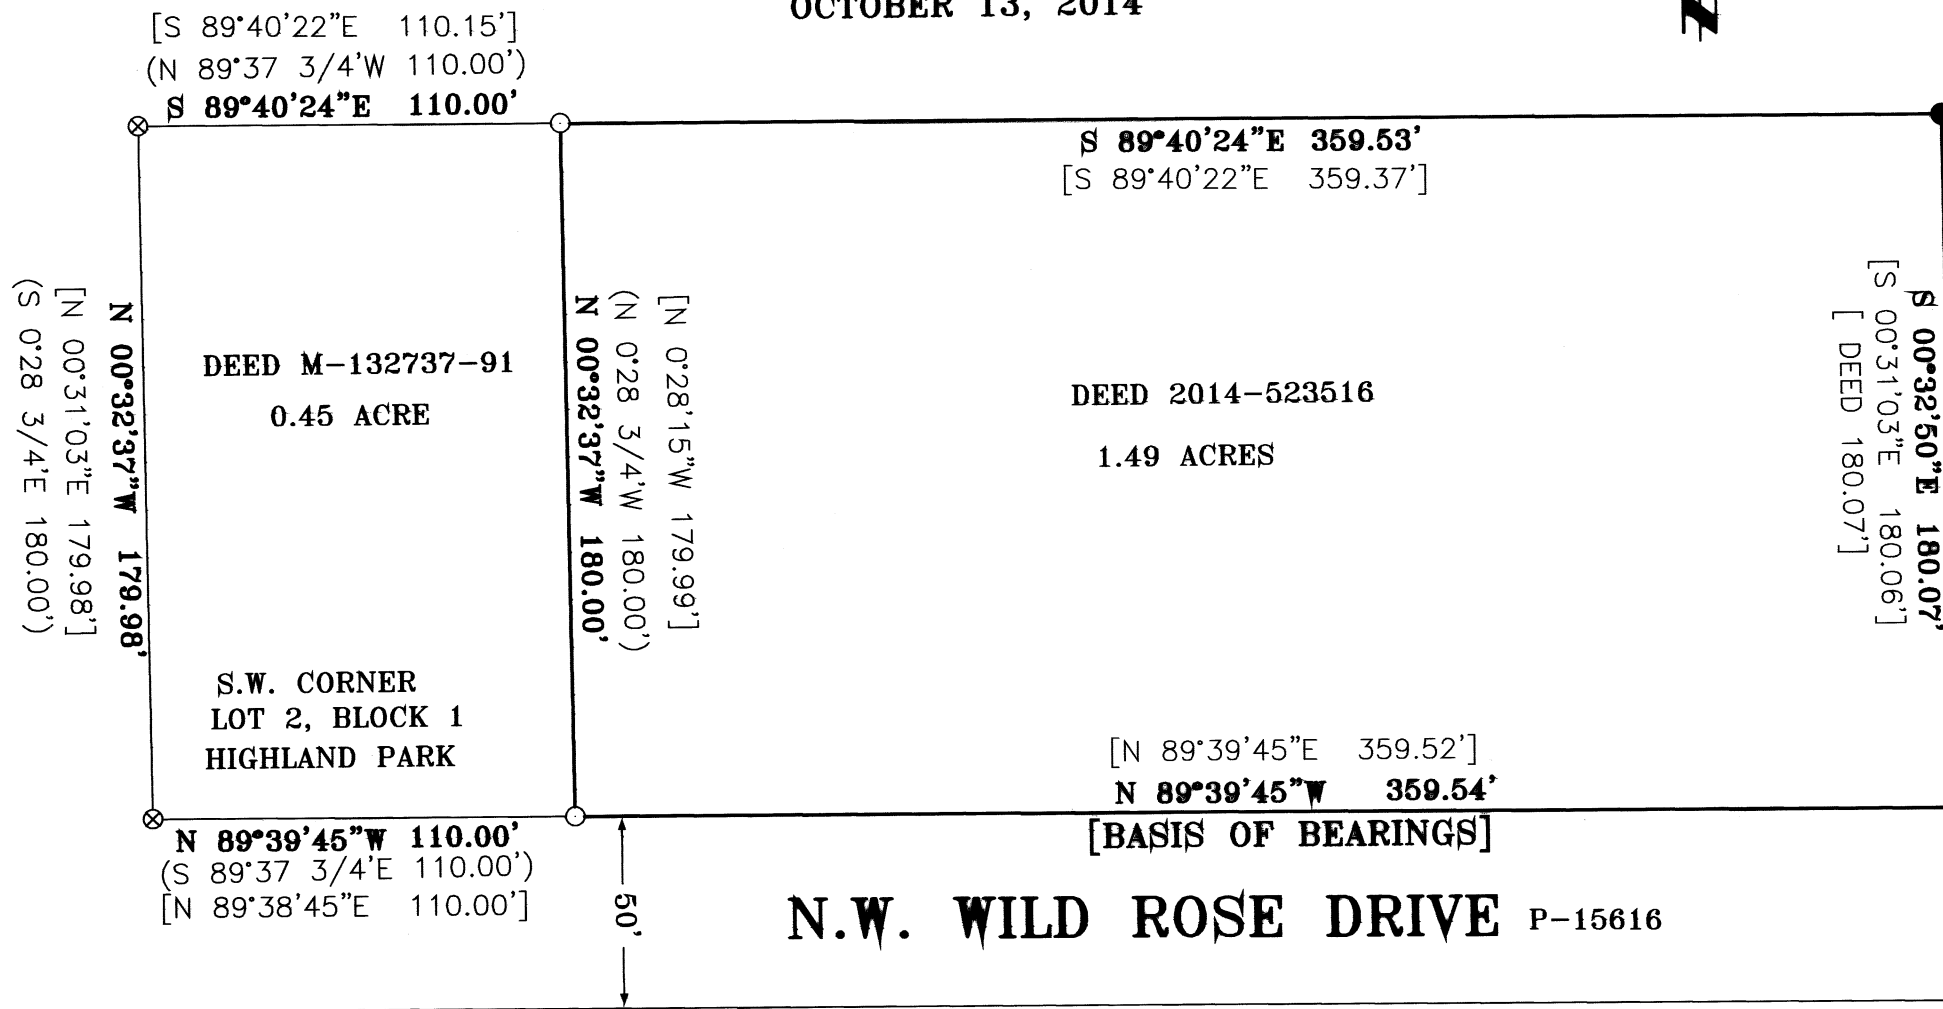 OCTOBER 13, 2014
[S 89°40'22"E 110.15']
(N 89°37 3/4'W 110.00')
S 89°40'24"E 110.00'
S 89°40'24"E 359.53'
[S 89°40'22"E 359.37']
(S 0°28 3/4'E 180.00')
[N 00°31'03"E 179.98']
N 00°32'37"W 179.98'
DEED M-132737-91
0.45 ACRE
N 00°32'37"W 180.00'
(N 0°28 3/4'W 180.00')
[N 0°28'15"W 179.99']
DEED 2014-523516
1.49 ACRES
[ DEED 180.07']
[S 00°31'03"E 180.06']
S 00°32'50"E 180.07'
S.W. CORNER
LOT 2, BLOCK 1
HIGHLAND PARK
[N 89°39'45"E 359.52']
N 89°39'45"W 359.54'
[BASIS OF BEARINGS]
N 89°39'45"W 110.00'
(S 89°37 3/4'E 110.00')
[N 89°38'45"E 110.00']
50'
N.W. WILD ROSE DRIVE P-15616